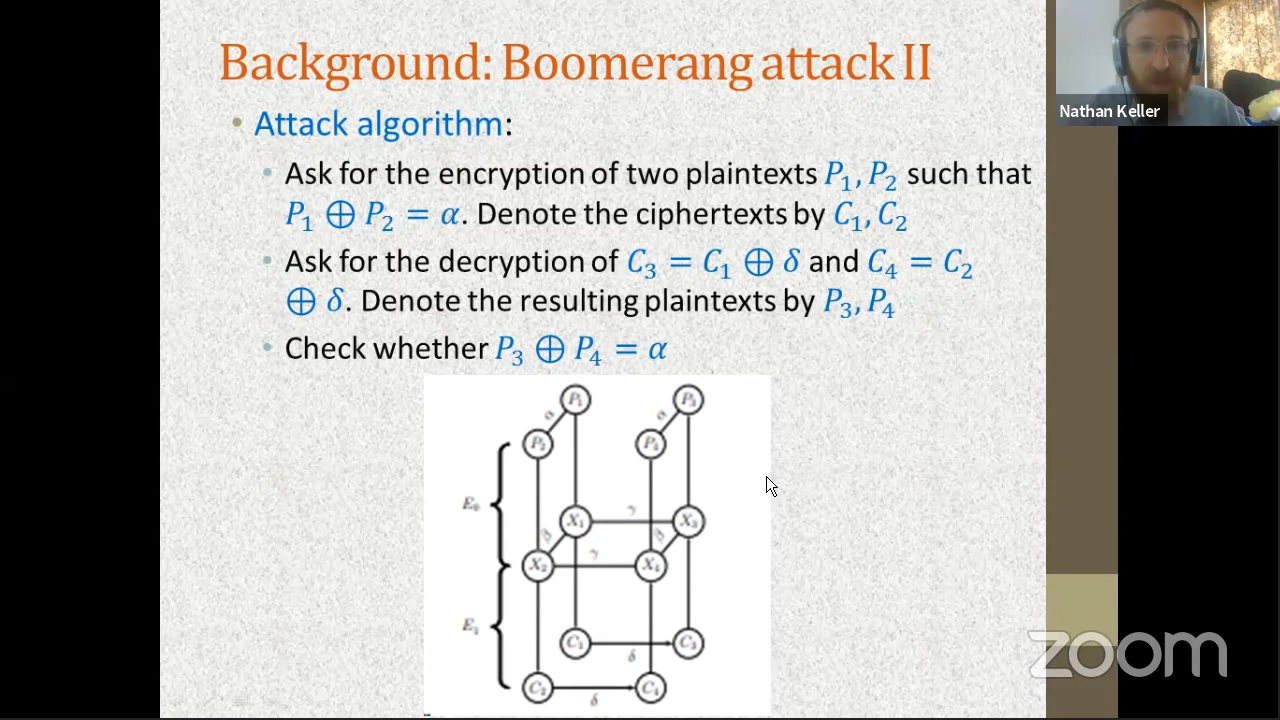 Background: Boomerang attack II
Nathan Keller
• Attack algorithm:
• Ask for the encryption of two plaintexts P₁, P₂ such that
P₁ ⊕ P₂ = α. Denote the ciphertexts by C₁, C₂
• Ask for the decryption of C₃ = C₁ ⊕ δ and C₄ = C₂
⊕ δ. Denote the resulting plaintexts by P₃, P₄
• Check whether P₃ ⊕ P₄ = α
P₁ P₃
α α
P₂ P₄
E₀
X₁ γ X₃
β β
X₂ γ X₄
E₁
C₁ δ C₃
C₂ δ C₄
zoom